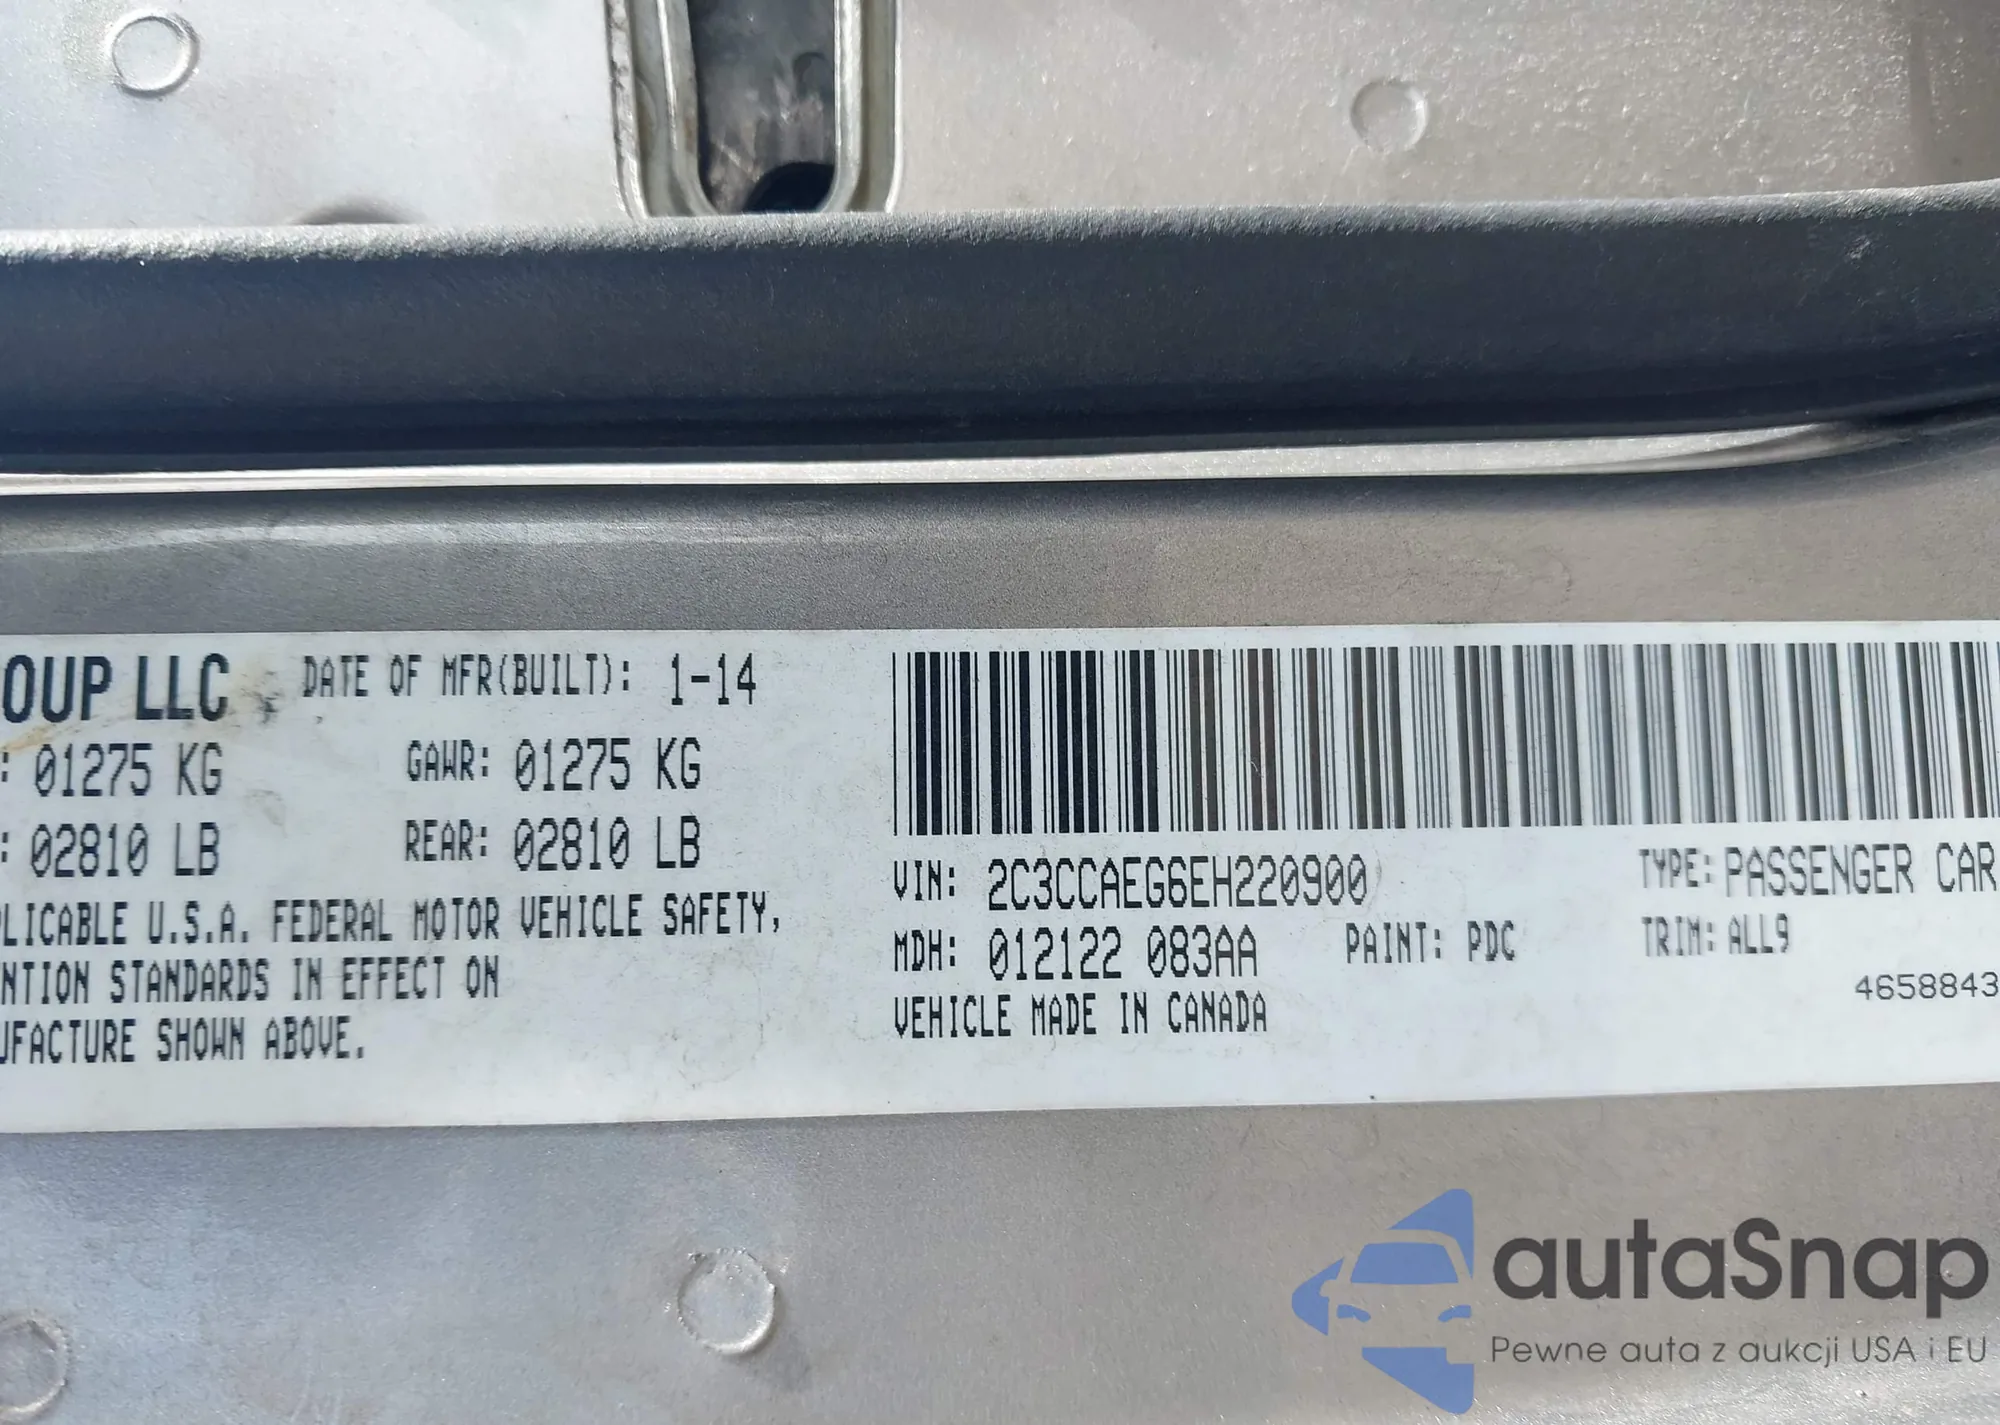 OUP LLC DATE OF MFR(BUILT): 1-14
: 01275 KG GAWR: 01275 KG
: 02810 LB REAR: 02810 LB
PLICABLE U.S.A. FEDERAL MOTOR VEHICLE SAFETY,
NTION STANDARDS IN EFFECT ON
UFACTURE SHOWN ABOVE.
VIN: 2C3CCAEG6EH220900 TYPE: PASSENGER CAR
MDH: 012122 083AA PAINT: PDC TRIM: ALL9
VEHICLE MADE IN CANADA 4658843
autaSnap
Pewne auta z aukcji USA i EU